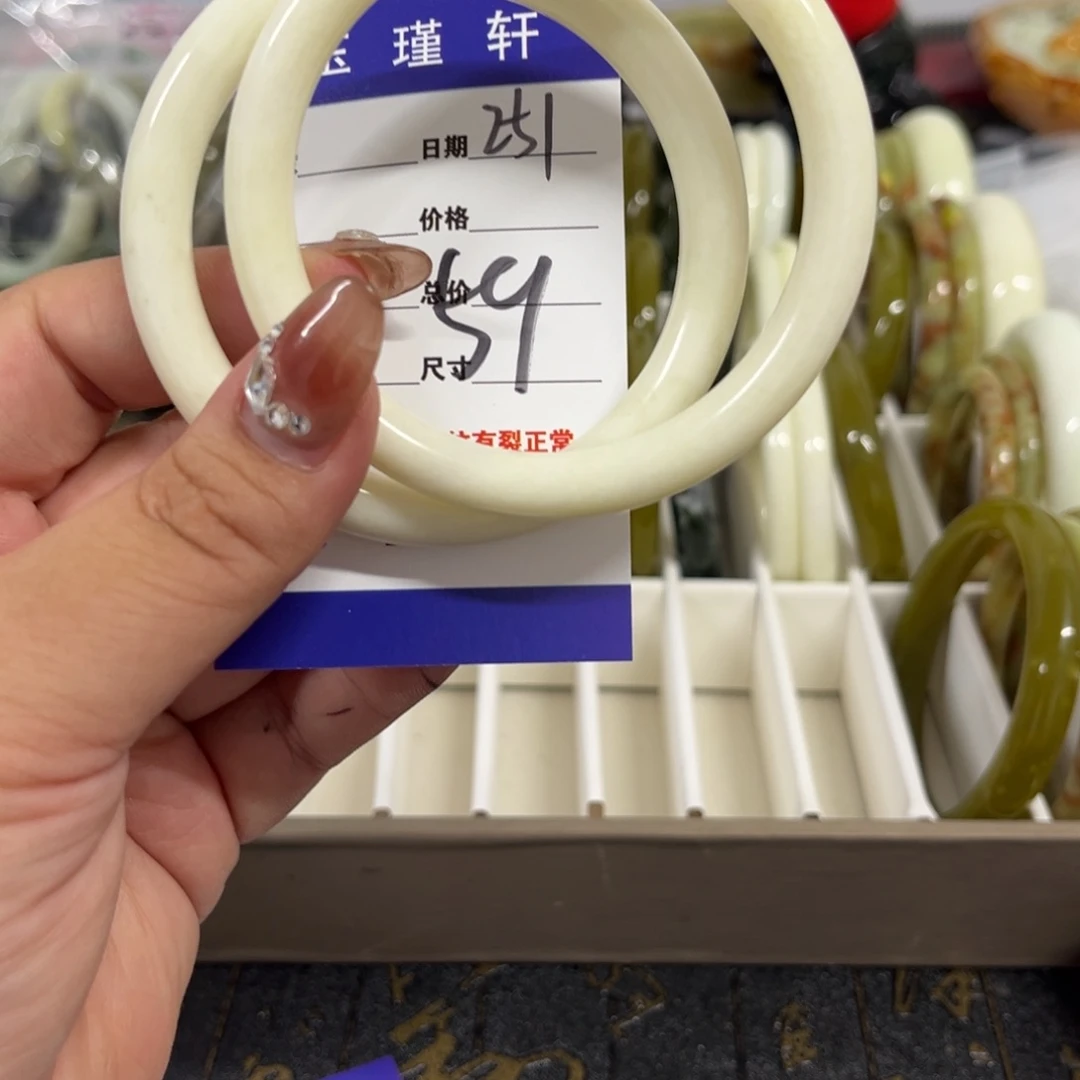 瑾轩
日期 251
价格
总价 59
尺寸
有裂正常